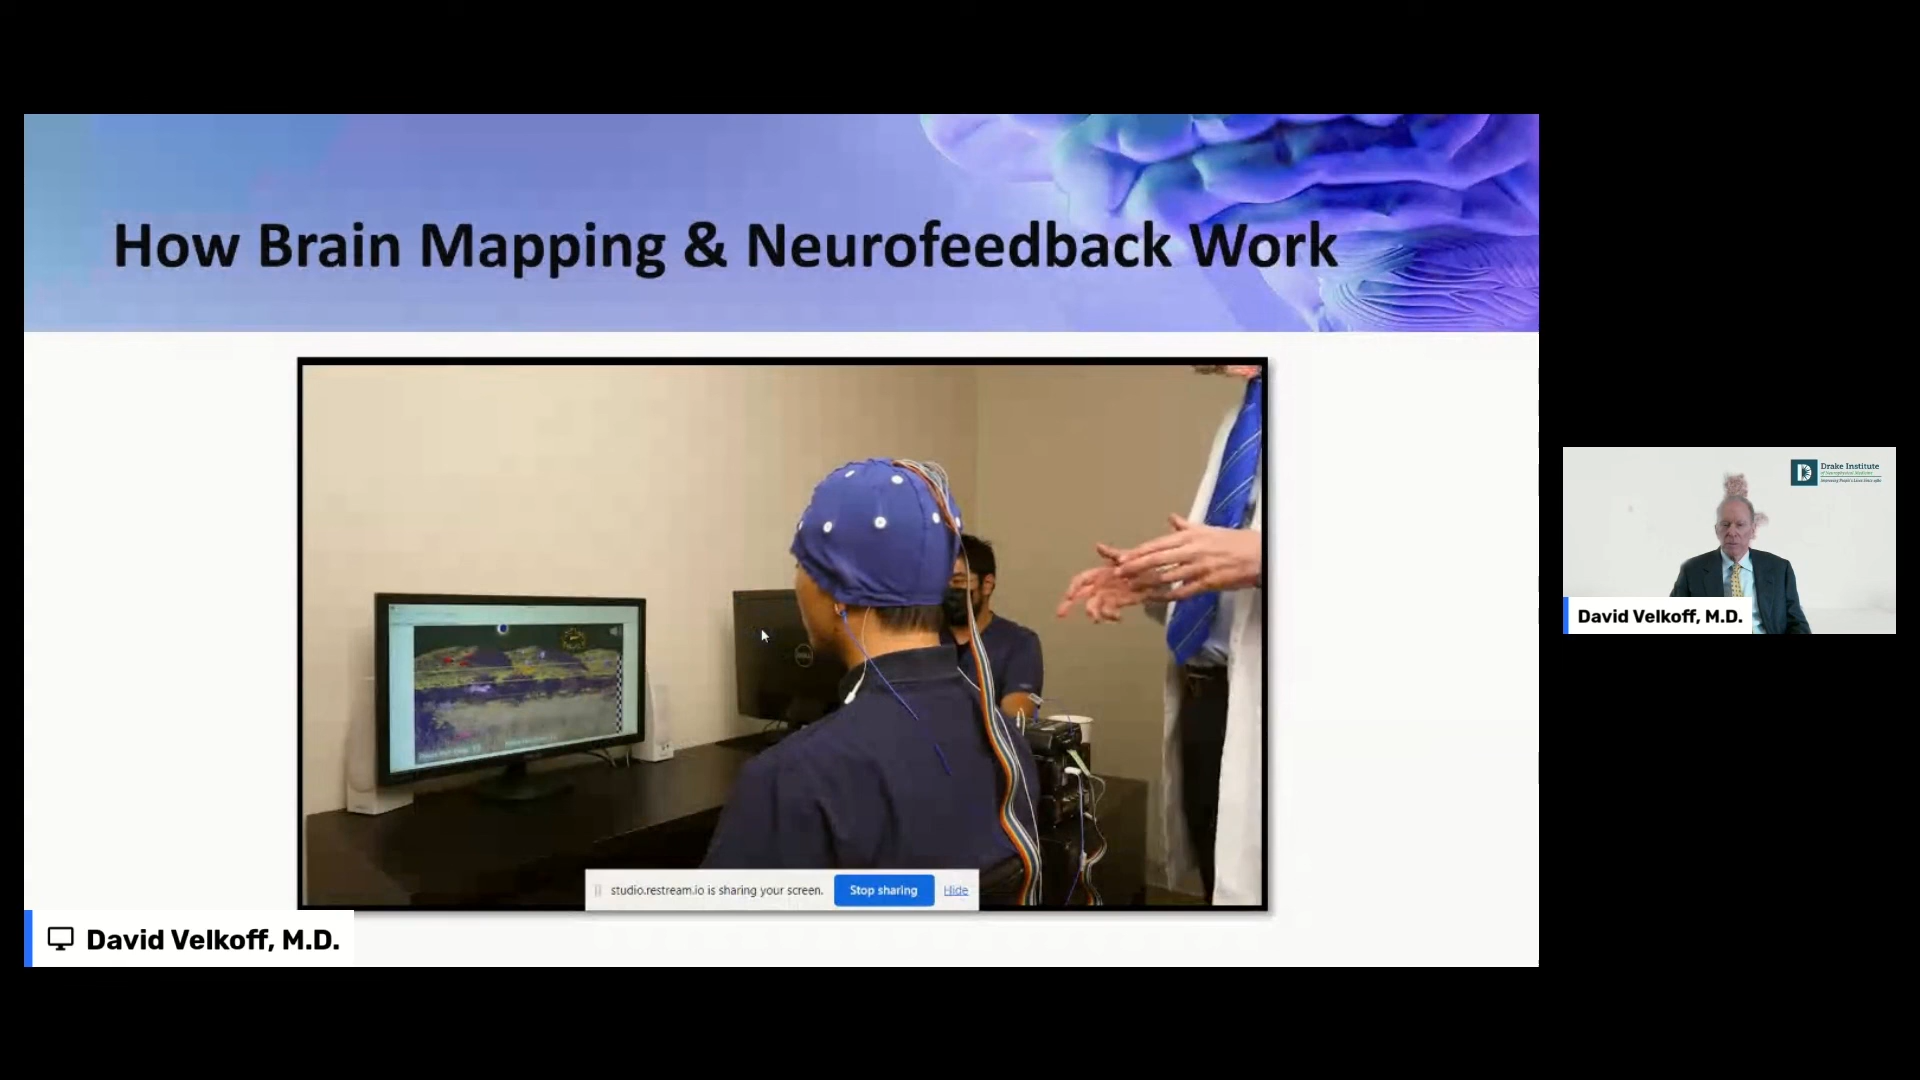 How Brain Mapping & Neurofeedback Work
DELL
studio.restream.io is sharing your screen.
Stop sharing
Hide
David Velkoff, M.D.
Drake Institute
David Velkoff, M.D.